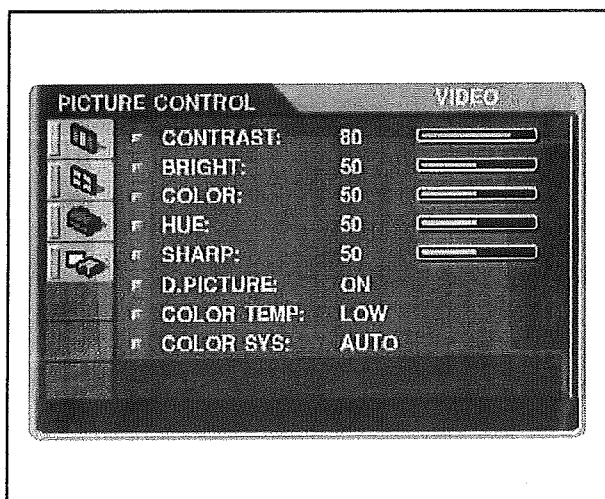 PICTURE CONTROL VIDEO
CONTRAST: 80
BRIGHT: 50
COLOR: 50
HUE: 50
SHARP: 50
D.PICTURE: ON
COLOR TEMP: LOW
COLOR SYS: AUTO